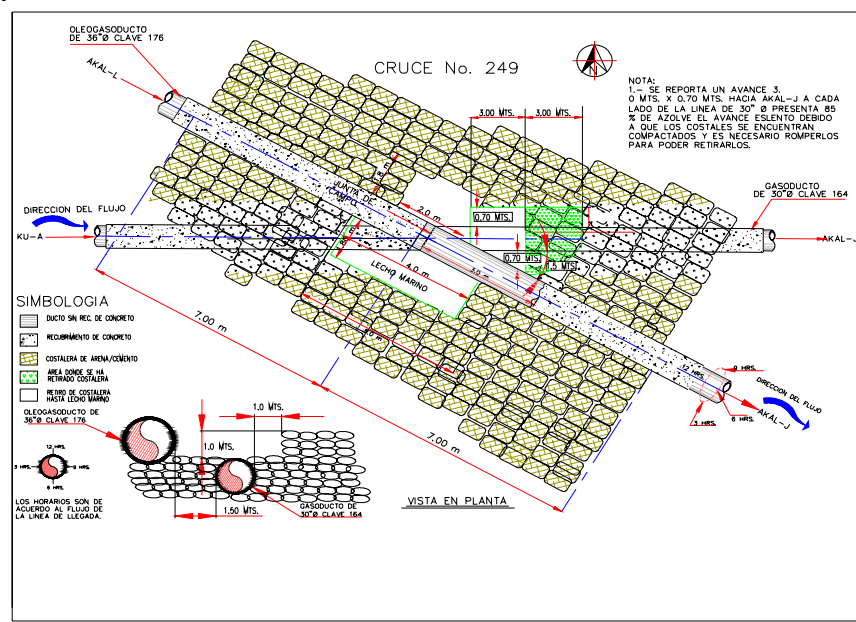 OLEOGASODUCTO
DE 36"Ø CLAVE 176
AKAL-L
CRUCE No. 249
NOTA:
1.- SE REPORTA UN AVANCE 3.
0 MTS. X 0.70 MTS. HACIA AKAL-J A CADA
LADO DE LA LINEA DE 30" Ø PRESENTA 85
% DE AZOLVE EL AVANCE ESLENTO DEBIDO
A QUE LOS COSTALES SE ENCUENTRAN
COMPACTADOS Y ES NECESARIO ROMPERLOS
PARA PODER RETIRARLOS.
3.00 MTS.
3.00 MTS.
JUNTA DE
CAMPO
2.0 m
0.70 MTS.
GASODUCTO
DE 30"Ø CLAVE 164
DIRECCION DEL FLUJO
KU-A
AKAL-J
0.70 MTS.
1.5 MTS.
4.0 m
3.0 m
LECHO MARINO
7.00 m
SIMBOLOGIA
DUCTO SIN REC. DE CONCRETO
RECUBRIMIENTO DE CONCRETO
COSTALERA DE ARENA/CEMENTO
AREA DONDE SE HA
RETIRADO COSTALERA
RETIRO DE COSTALERA
HASTA LECHO MARINO
12 HRS.
9 HRS.
DIRECCION DEL FLUJO
AKAL-J
6 HRS.
3 HRS.
7.00 m
OLEOGASODUCTO DE
36"Ø CLAVE 176
1.0 MTS.
1.0 MTS.
12 HRS.
3 HRS.
9 HRS.
6 HRS.
LOS HORARIOS SON DE
ACUERDO AL FLUJO DE
LA LINEA DE LLEGADA.
1.50 MTS.
GASODUCTO DE
30"Ø CLAVE 164
VISTA EN PLANTA